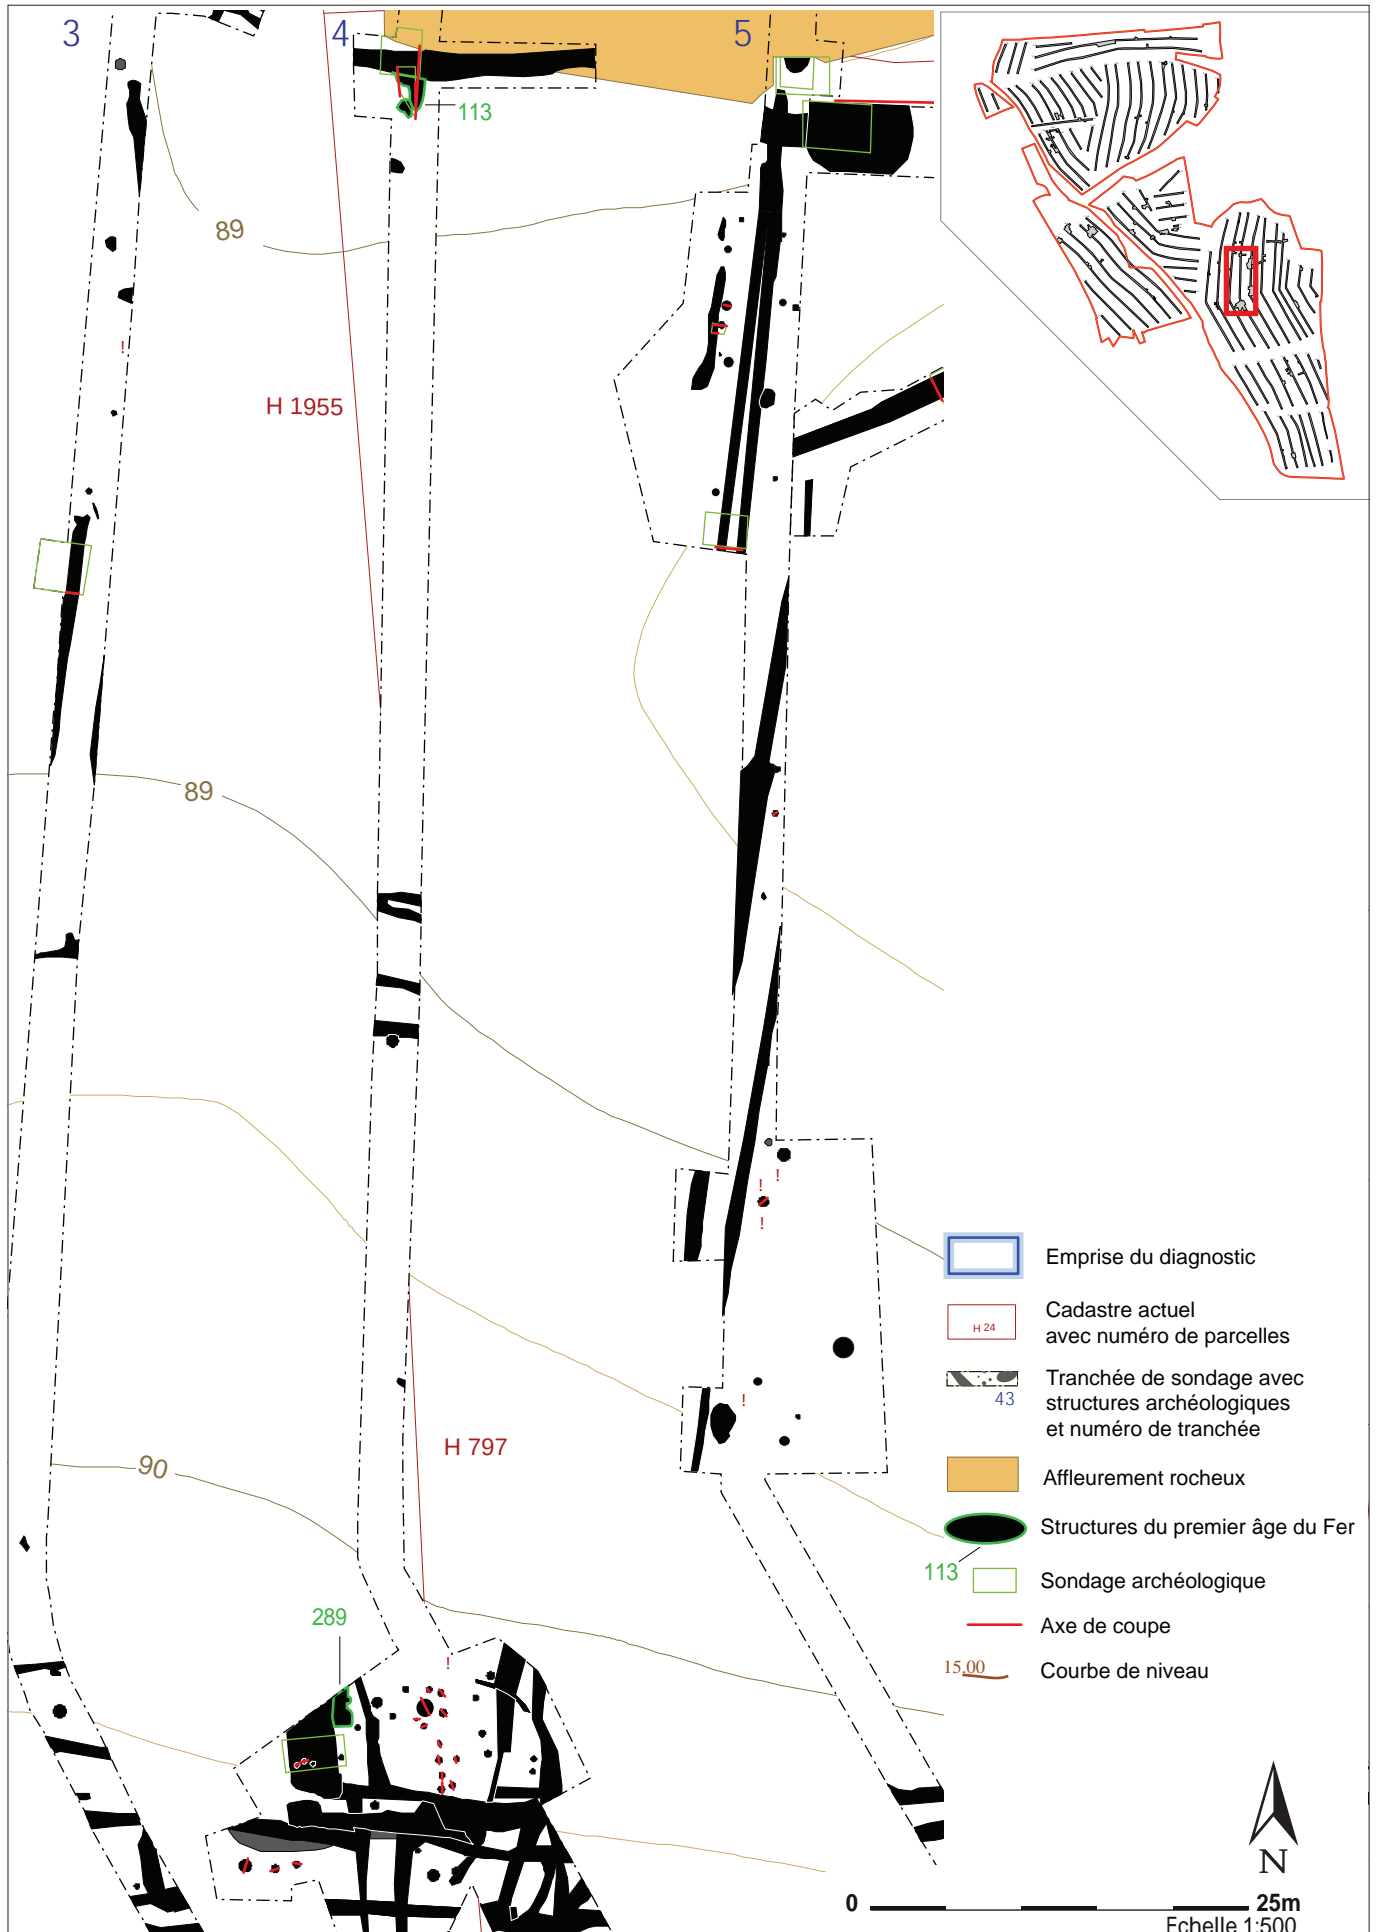 3
4
5
113
89
H 1955
89
H 797
90
289
Emprise du diagnostic
H 24
Cadastre actuel
avec numéro de parcelles
43
Tranchée de sondage avec
structures archéologiques
et numéro de tranchée
Affleurement rocheux
Structures du premier âge du Fer
113
Sondage archéologique
Axe de coupe
15.00
Courbe de niveau
!
!
!
!
!
!
N
0
25m
Echelle 1:500